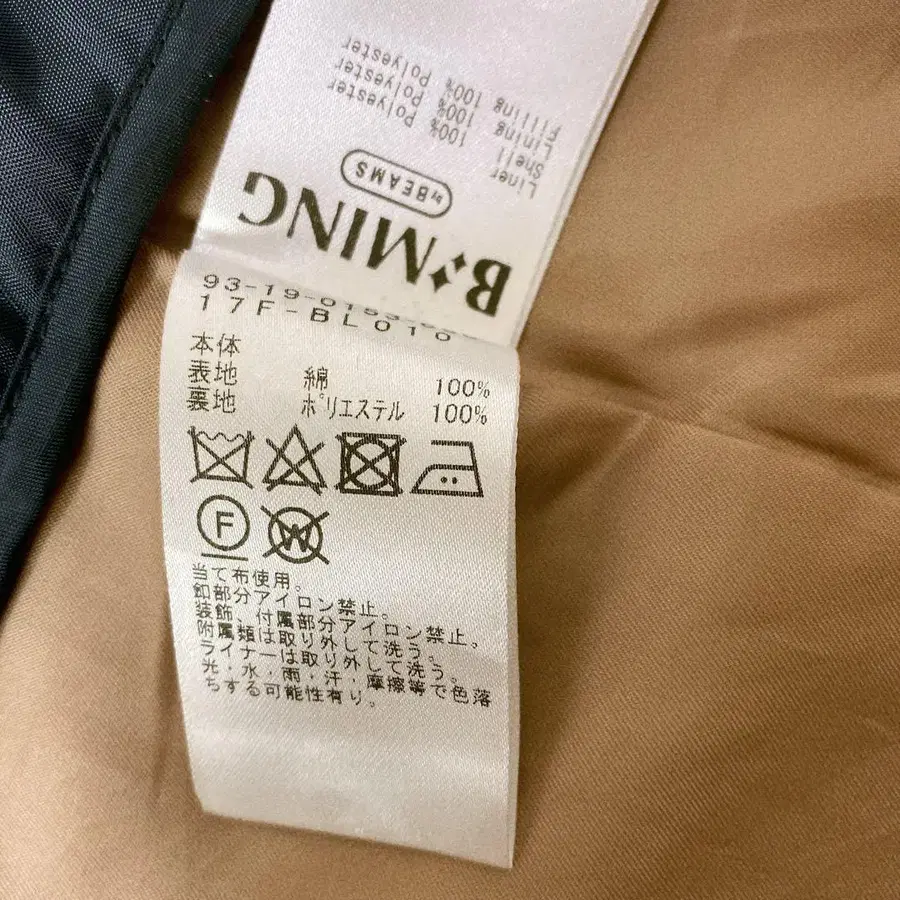 Liner
Shell
Lining 100% Polyester
Filling 100% Polyester
100% Polyester
B:MING
by BEAMS
93-19-0153-
17F-BL010
本体
表地 綿 100%
裏地 ポリエステル 100%
F
W
当て布使用。
釦部分アイロン禁止。
装飾、付属部分アイロン禁止。
附属類は取り外して洗う。
ライナーは取り外して洗う。
光・水・雨・汗・摩擦等で色落
ちする可能性有り。